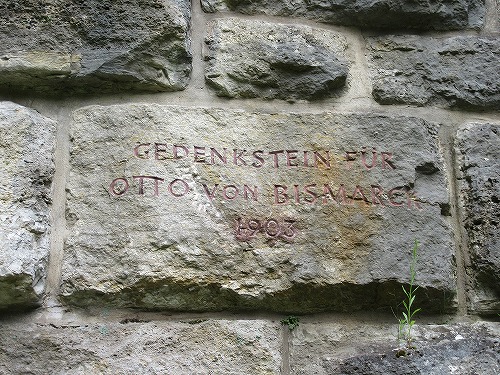 GEDENKSTEIN FÜR
OTTO VON BISMARCK
1903